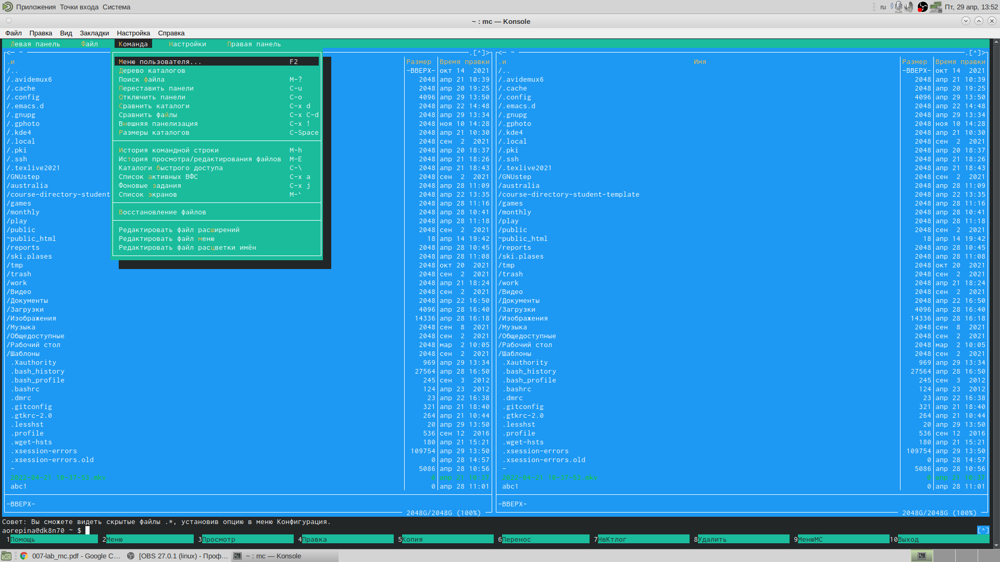 Приложения Точки входа Система
ru Пт, 29 апр, 13:52
~ : mc — Konsole
Файл Правка Вид Закладки Настройка Справка
Левая панель Файл Команда Настройки Правая панель
<— ~ .[^]> <— ~ .[^]>
.и Размер Время правки .и Имя Размер Время правки
Меню пользователя... F2
Дерево каталогов
Поиск файла M-?
Переставить панели C-u
Отключить панели C-o
Сравнить каталоги C-x d
Сравнить файлы C-x C-d
Внешняя панелизация C-x !
Размеры каталогов C-Space
История командной строки M-h
История просмотра/редактирования файлов M-E
Каталоги быстрого доступа C-\
Список активных ВФС C-x a
Фоновые задания C-x j
Список экранов M-`
Восстановление файлов
Редактировать файл расширений
Редактировать файл меню
Редактировать файл расцветки имён
/.. -ВВЕРХ- окт 14 2021 /.. -ВВЕРХ- окт 14 2021
/.avidemux6 2048 апр 21 10:39 /.avidemux6 2048 апр 21 10:39
/.cache 2048 апр 20 19:25 /.cache 2048 апр 20 19:25
/.config 4096 апр 29 13:50 /.config 4096 апр 29 13:50
/.emacs.d 2048 апр 22 14:48 /.emacs.d 2048 апр 22 14:48
/.gnupg 2048 апр 29 13:34 /.gnupg 2048 апр 29 13:34
/.gphoto 2048 ноя 10 14:28 /.gphoto 2048 ноя 10 14:28
/.kde4 2048 апр 21 10:30 /.kde4 2048 апр 21 10:30
/.local 2048 сен 2 2021 /.local 2048 сен 2 2021
/.pki 2048 апр 20 18:37 /.pki 2048 апр 20 18:37
/.ssh 2048 апр 21 18:26 /.ssh 2048 апр 21 18:26
/.texlive2021 2048 апр 21 18:43 /.texlive2021 2048 апр 21 18:43
/GNUstep 2048 сен 2 2021 /GNUstep 2048 сен 2 2021
/australia 2048 апр 28 11:09 /australia 2048 апр 28 11:09
/course-directory-student 2048 апр 22 13:35 /course-directory-student-template 2048 апр 22 13:35
/games 2048 апр 28 11:16 /games 2048 апр 28 11:16
/monthly 2048 апр 28 10:41 /monthly 2048 апр 28 10:41
/play 2048 апр 28 11:18 /play 2048 апр 28 11:18
/public 2048 сен 2 2021 /public 2048 сен 2 2021
~public_html 18 апр 14 19:42 ~public_html 18 апр 14 19:42
/reports 2048 апр 28 10:45 /reports 2048 апр 28 10:45
/ski.plases 2048 апр 28 11:08 /ski.plases 2048 апр 28 11:08
/tmp 2048 окт 20 2021 /tmp 2048 окт 20 2021
/trash 2048 сен 2 2021 /trash 2048 сен 2 2021
/work 2048 апр 21 18:24 /work 2048 апр 21 18:24
/Видео 2048 сен 2 2021 /Видео 2048 сен 2 2021
/Документы 2048 апр 22 16:50 /Документы 2048 апр 22 16:50
/Загрузки 4096 апр 28 16:40 /Загрузки 4096 апр 28 16:40
/Изображения 14336 апр 28 16:18 /Изображения 14336 апр 28 16:18
/Музыка 2048 сен 8 2021 /Музыка 2048 сен 8 2021
/Общедоступные 2048 сен 2 2021 /Общедоступные 2048 сен 2 2021
/Рабочий стол 2048 мар 2 10:05 /Рабочий стол 2048 мар 2 10:05
/Шаблоны 2048 сен 2 2021 /Шаблоны 2048 сен 2 2021
.Xauthority 969 апр 29 13:34 .Xauthority 969 апр 29 13:34
.bash_history 27564 апр 28 16:50 .bash_history 27564 апр 28 16:50
.bash_profile 245 сен 3 2012 .bash_profile 245 сен 3 2012
.bashrc 124 апр 23 2012 .bashrc 124 апр 23 2012
.dmrc 23 апр 22 16:38 .dmrc 23 апр 22 16:38
.gitconfig 321 апр 21 18:40 .gitconfig 321 апр 21 18:40
.gtkrc-2.0 264 апр 21 10:44 .gtkrc-2.0 264 апр 21 10:44
.lesshst 20 апр 29 13:50 .lesshst 20 апр 29 13:50
.profile 536 сен 12 2016 .profile 536 сен 12 2016
.wget-hsts 180 апр 21 15:21 .wget-hsts 180 апр 21 15:21
.xsession-errors 109754 апр 29 13:50 .xsession-errors 109754 апр 29 13:50
.xsession-errors.old 0 апр 28 14:57 .xsession-errors.old 0 апр 28 14:57
- 5086 апр 28 10:56 - 5086 апр 28 10:56
abc1 0 апр 28 11:01 abc1 0 апр 28 11:01
-ВВЕРХ- -ВВЕРХ-
2048G/2048G (100%) 2048G/2048G (100%)
Совет: Вы сможете видеть скрытые файлы .*, установив опцию в меню Конфигурация.
aorepina@dk8n70 ~ $ [^]
1Помощь 2Меню 3Просмотр 4Правка 5Копия 6Перенос 7НвКтлог 8Удалить 9МенюMC 10Выход
007-lab_mc.pdf - Google C... [OBS 27.0.1 (linux) - Проф... ~ : mc — Konsole